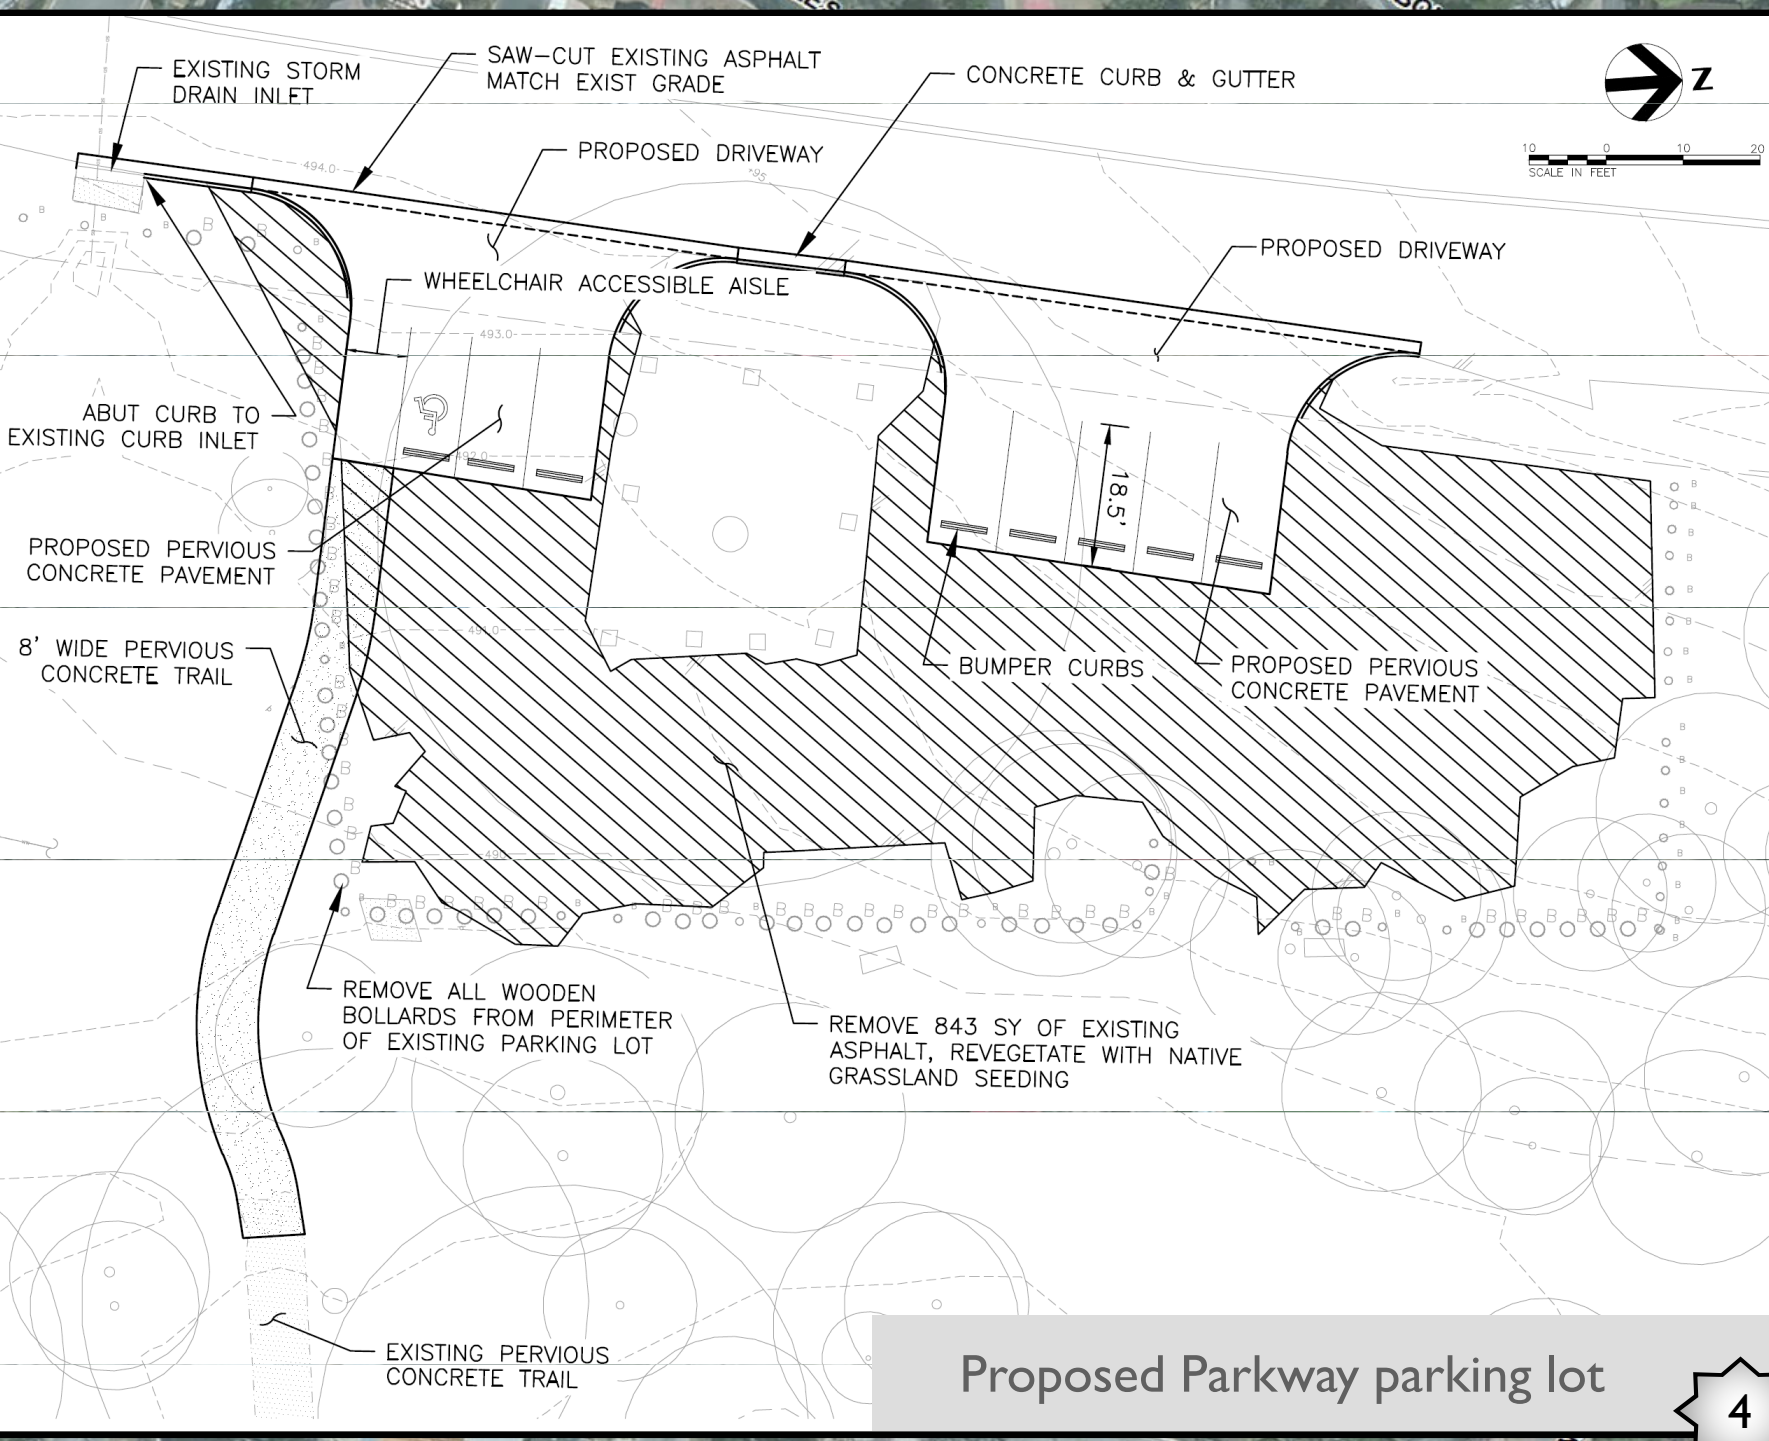 EXISTING STORM
DRAIN INLET
SAW-CUT EXISTING ASPHALT
MATCH EXIST GRADE
CONCRETE CURB & GUTTER
Z
10 0 10 20
SCALE IN FEET
494.0
PROPOSED DRIVEWAY
495
PROPOSED DRIVEWAY
WHEELCHAIR ACCESSIBLE AISLE
493.0
ABUT CURB TO
EXISTING CURB INLET
492.0
18.5'
PROPOSED PERVIOUS
CONCRETE PAVEMENT
491.0
8' WIDE PERVIOUS
CONCRETE TRAIL
BUMPER CURBS
PROPOSED PERVIOUS
CONCRETE PAVEMENT
490
REMOVE ALL WOODEN
BOLLARDS FROM PERIMETER
OF EXISTING PARKING LOT
REMOVE 843 SY OF EXISTING
ASPHALT, REVEGETATE WITH NATIVE
GRASSLAND SEEDING
EXISTING PERVIOUS
CONCRETE TRAIL
Proposed Parkway parking lot
4